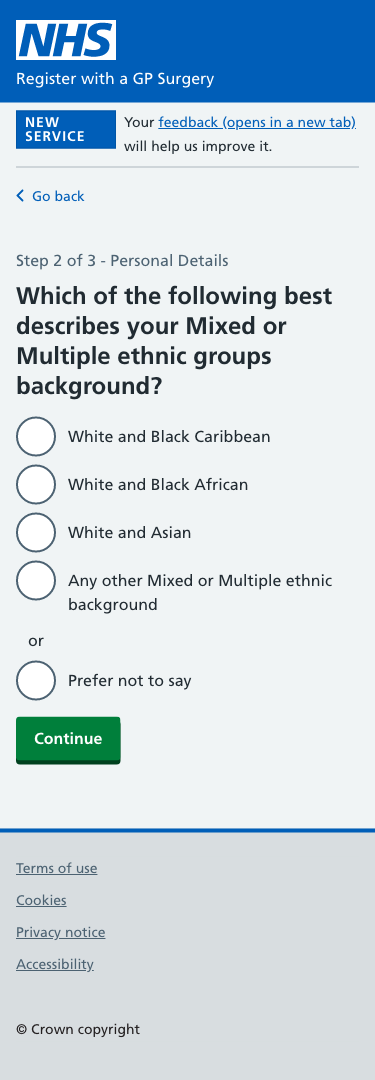 NHS
Register with a GP Surgery
NEW
SERVICE
Your feedback (opens in a new tab)
will help us improve it.
Go back
Step 2 of 3 - Personal Details
Which of the following best
describes your Mixed or
Multiple ethnic groups
background?
White and Black Caribbean
White and Black African
White and Asian
Any other Mixed or Multiple ethnic
background
or
Prefer not to say
Continue
Terms of use
Cookies
Privacy notice
Accessibility
© Crown copyright